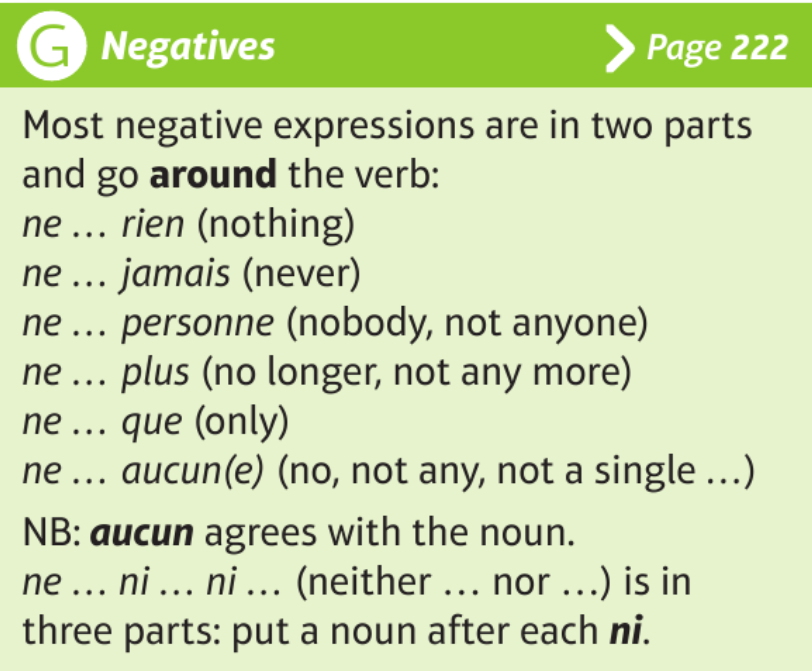 G Negatives > Page 222
Most negative expressions are in two parts
and go around the verb:
ne … rien (nothing)
ne … jamais (never)
ne … personne (nobody, not anyone)
ne … plus (no longer, not any more)
ne … que (only)
ne … aucun(e) (no, not any, not a single …)
NB: aucun agrees with the noun.
ne … ni … ni … (neither … nor …) is in
three parts: put a noun after each ni.